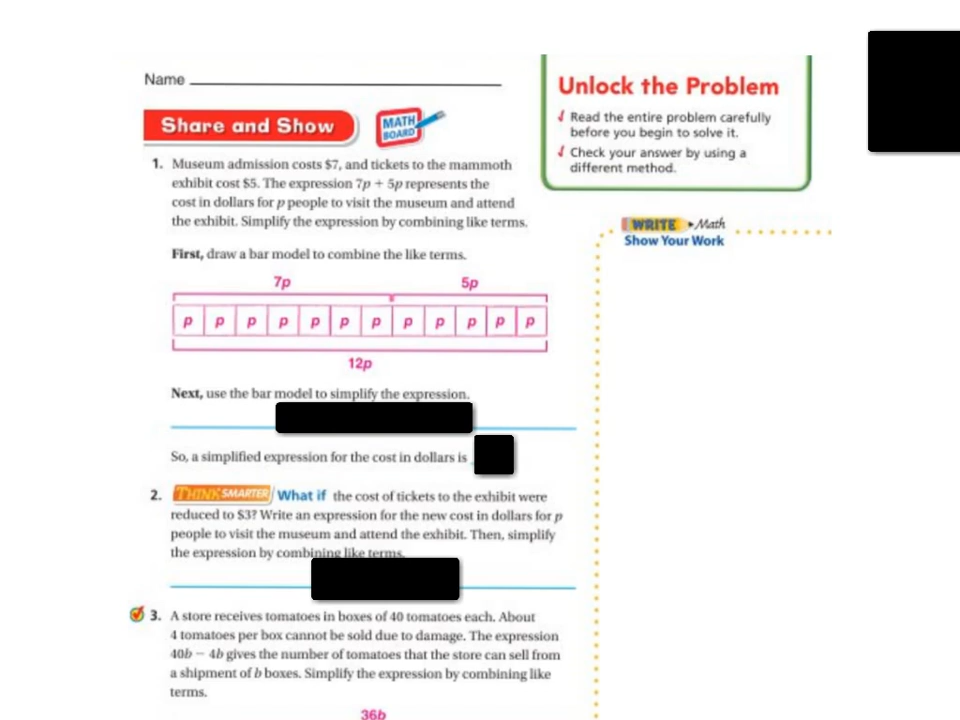 Name
Share and Show
MATH
BOARD
Unlock the Problem
Read the entire problem carefully
before you begin to solve it.
Check your answer by using a
different method.
1. Museum admission costs $7, and tickets to the mammoth
exhibit cost $5. The expression 7p + 5p represents the
cost in dollars for p people to visit the museum and attend
the exhibit. Simplify the expression by combining like terms.
WRITE Math
Show Your Work
First, draw a bar model to combine the like terms.
7p 5p
p p p p p p p p p p p p
12p
Next, use the bar model to simplify the expression.
So, a simplified expression for the cost in dollars is
2. THINK SMARTER What if the cost of tickets to the exhibit were
reduced to $3? Write an expression for the new cost in dollars for p
people to visit the museum and attend the exhibit. Then, simplify
the expression by combining like terms.
3. A store receives tomatoes in boxes of 40 tomatoes each. About
4 tomatoes per box cannot be sold due to damage. The expression
40b − 4b gives the number of tomatoes that the store can sell from
a shipment of b boxes. Simplify the expression by combining like
terms.
36b